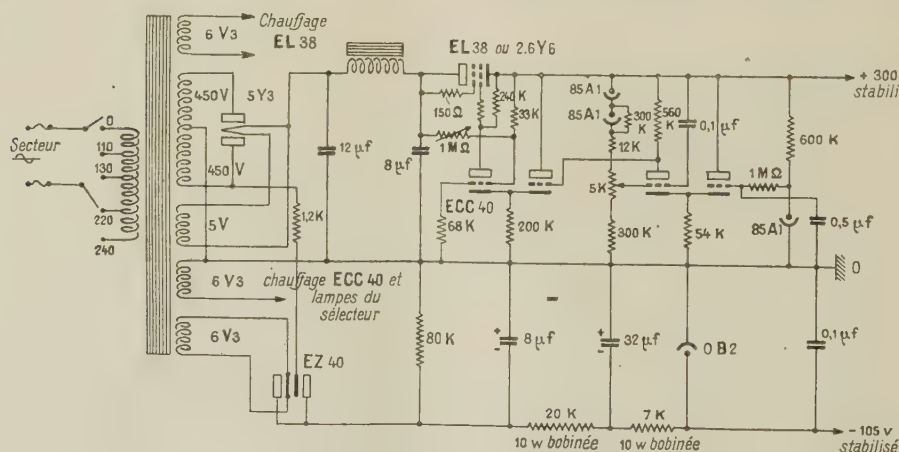 6 V3
Chauffage
EL 38
450V
5Y3
450 V
5 V
1,2K
6 V3
chauffage ECC 40 et
lampes du
sélecteur
6 V3
EZ 40
Secteur
0
110
130
220
240
12 µf
8 µf
EL 38 ou 2.6Y6
150Ω
240 K
33K
1 MΩ
ECC 40
68 K
200 K
85A1
85A1
300 K
12K
5K
300 K
560 K
0,1 µf
54 K
600 K
1 MΩ
85A1
0,5 µf
+ 300
stabili
0
80 K
8 µf
+
-
32 µf
+
-
0B2
0,1 µf
20 K
10 w bobinée
7 K
10 w bobinée
-105 v
stabilisé